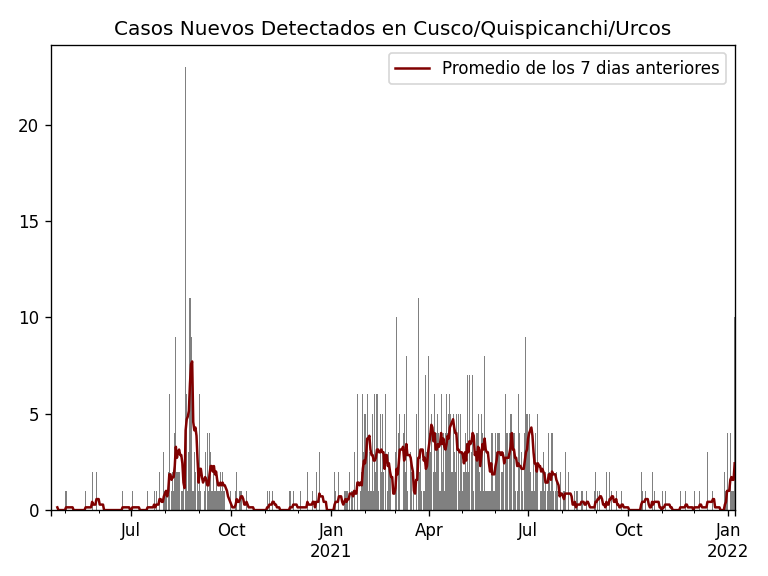 Casos Nuevos Detectados en Cusco/Quispicanchi/Urcos
Promedio de los 7 dias anteriores
20
15
10
5
0
Jul
Oct
Jan
2021
Apr
Jul
Oct
Jan
2022